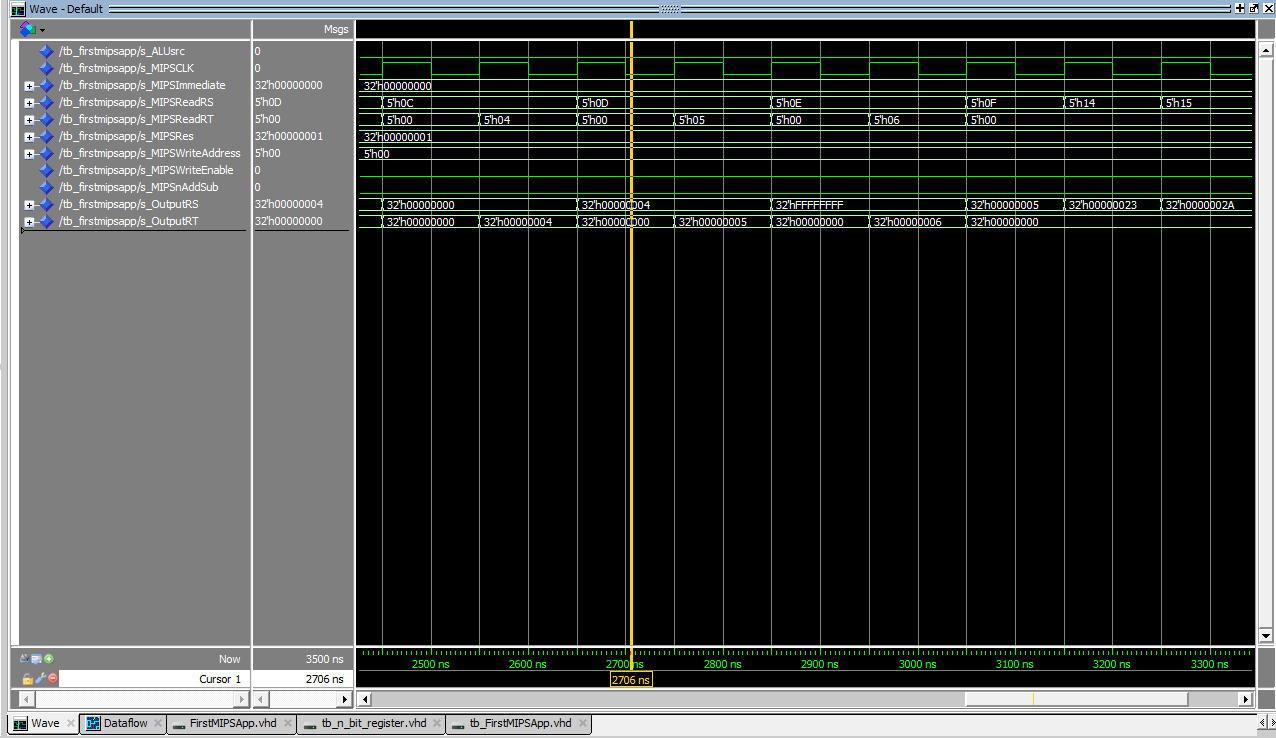 Wave - Default
Msgs
/tb_firstmipsapp/s_ALUsrc 0
/tb_firstmipsapp/s_MIPSCLK 0
/tb_firstmipsapp/s_MIPSImmediate 32'h00000000 32'h00000000
/tb_firstmipsapp/s_MIPSReadRS 5'h0D 5'h0C 5'h0D 5'h0E 5'h0F 5'h14 5'h15
/tb_firstmipsapp/s_MIPSReadRT 5'h00 5'h00 5'h04 5'h00 5'h05 5'h00 5'h06 5'h00
/tb_firstmipsapp/s_MIPSRes 32'h00000001 32'h00000001
/tb_firstmipsapp/s_MIPSWriteAddress 5'h00 5'h00
/tb_firstmipsapp/s_MIPSWriteEnable 0
/tb_firstmipsapp/s_MIPSnAddSub 0
/tb_firstmipsapp/s_OutputRS 32'h00000004 32'h00000000 32'h00000004 32'hFFFFFFFF 32'h00000005 32'h00000023 32'h0000002A
/tb_firstmipsapp/s_OutputRT 32'h00000000 32'h00000000 32'h00000004 32'h00000000 32'h00000005 32'h00000000 32'h00000006 32'h00000000
Now 3500 ns 2500 ns 2600 ns 2700 ns 2800 ns 2900 ns 3000 ns 3100 ns 3200 ns 3300 ns
Cursor 1 2706 ns 2706 ns
Wave Dataflow FirstMIPSApp.vhd tb_n_bit_register.vhd tb_FirstMIPSApp.vhd